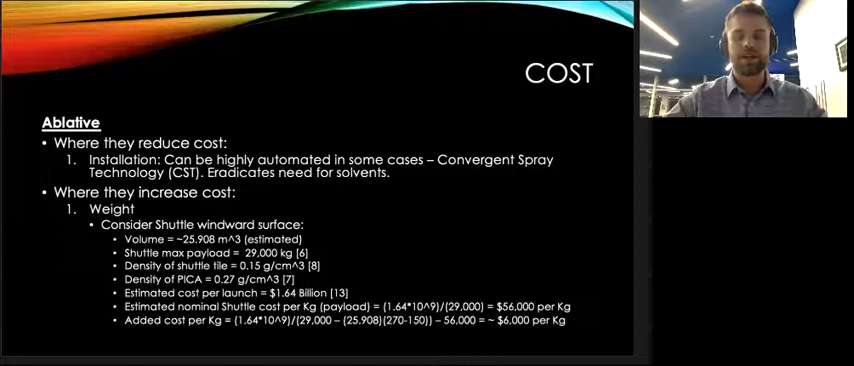 COST
Ablative
• Where they reduce cost:
1. Installation: Can be highly automated in some cases – Convergent Spray
Technology (CST). Eradicates need for solvents.
• Where they increase cost:
1. Weight
• Consider Shuttle windward surface:
• Volume = ~25.908 m^3 (estimated)
• Shuttle max payload = 29,000 kg [6]
• Density of shuttle tile = 0.15 g/cm^3 [8]
• Density of PICA = 0.27 g/cm^3 [7]
• Estimated cost per launch = $1.64 Billion [13]
• Estimated nominal Shuttle cost per Kg (payload) = (1.64*10^9)/(29,000) = $56,000 per Kg
• Added cost per Kg = (1.64*10^9)/(29,000 – (25.908)(270-150)) – 56,000 = ~ $6,000 per Kg